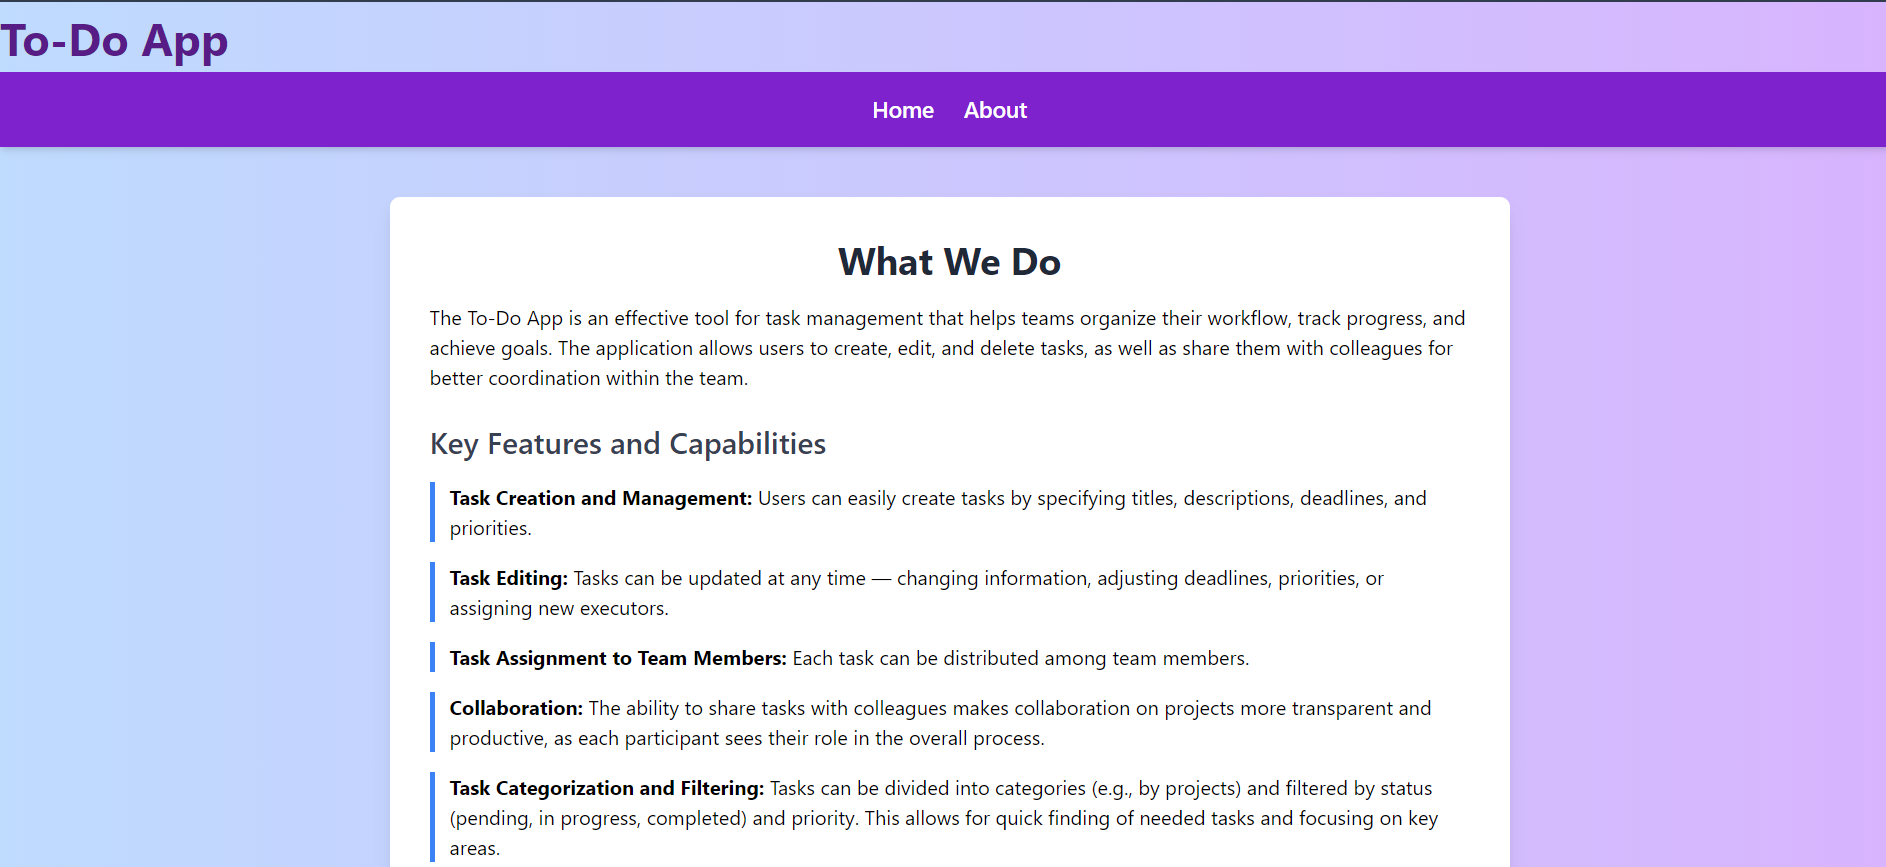 To-Do App
Home About
What We Do
The To-Do App is an effective tool for task management that helps teams organize their workflow, track progress, and
achieve goals. The application allows users to create, edit, and delete tasks, as well as share them with colleagues for
better coordination within the team.
Key Features and Capabilities
Task Creation and Management: Users can easily create tasks by specifying titles, descriptions, deadlines, and
priorities.
Task Editing: Tasks can be updated at any time — changing information, adjusting deadlines, priorities, or
assigning new executors.
Task Assignment to Team Members: Each task can be distributed among team members.
Collaboration: The ability to share tasks with colleagues makes collaboration on projects more transparent and
productive, as each participant sees their role in the overall process.
Task Categorization and Filtering: Tasks can be divided into categories (e.g., by projects) and filtered by status
(pending, in progress, completed) and priority. This allows for quick finding of needed tasks and focusing on key
areas.